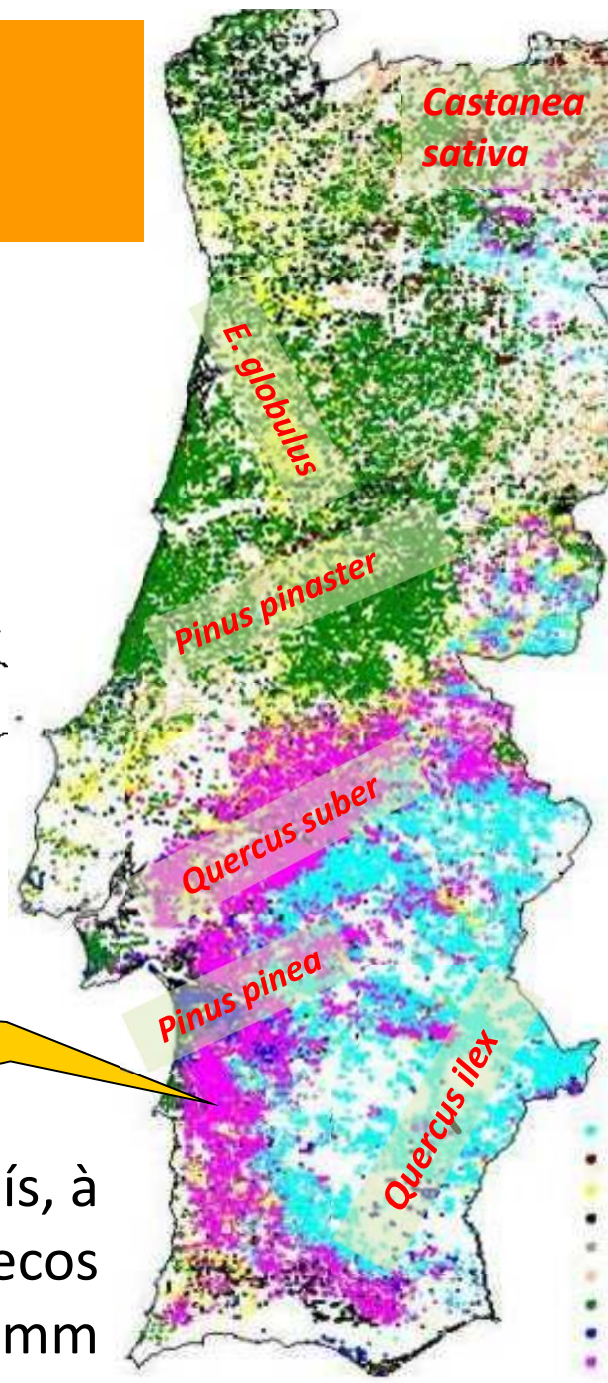 Castanea
sativa
E. globulus
Pinus pinaster
Quercus suber
Pinus pinea
Quercus ilex
ís, à
ecos
mm